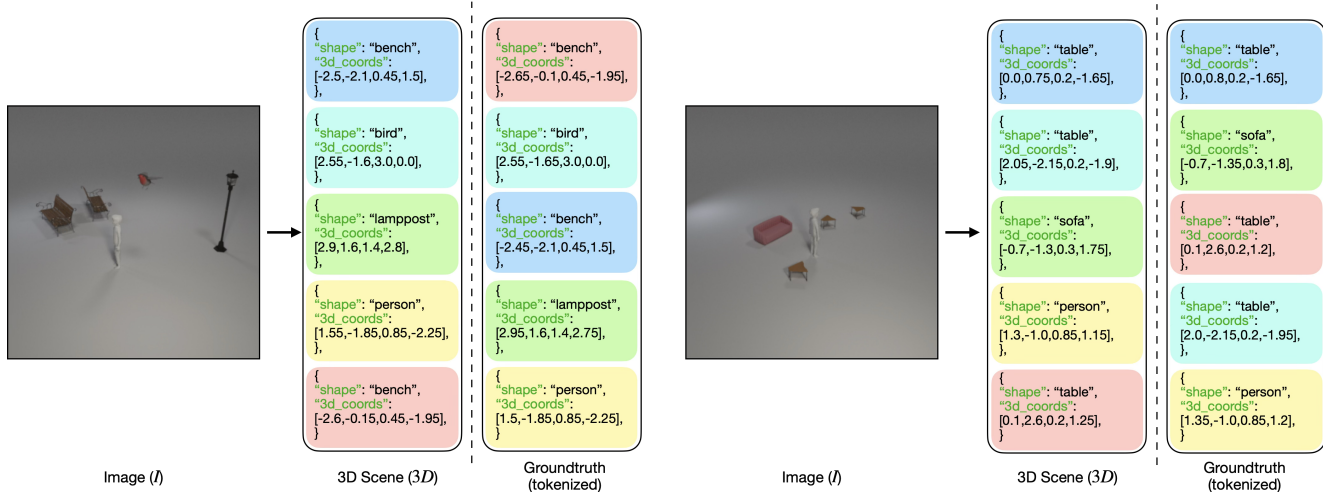 {
“shape”: “bench”,
“3d_coords”:
[-2.5,-2.1,0.45,1.5],
},
{
“shape”: “bird”,
“3d_coords”:
[2.55,-1.6,3.0,0.0],
},
{
“shape”: “lamppost”,
“3d_coords”:
[2.9,1.6,1.4,2.8],
},
{
“shape”: “person”,
“3d_coords”:
[1.55,-1.85,0.85,-2.25],
},
{
“shape”: “bench”,
“3d_coords”:
[-2.6,-0.15,0.45,-1.95],
}
{
“shape”: “bench”,
“3d_coords”:
[-2.65,-0.1,0.45,-1.95],
},
{
“shape”: “bird”,
“3d_coords”:
[2.55,-1.65,3.0,0.0],
},
{
“shape”: “bench”,
“3d_coords”:
[-2.45,-2.1,0.45,1.5],
},
{
“shape”: “lamppost”,
“3d_coords”:
[2.95,1.6,1.4,2.75],
},
{
“shape”: “person”,
“3d_coords”:
[1.5,-1.85,0.85,-2.25],
}
Image (I)
3D Scene (3D)
Groundtruth
(tokenized)
{
“shape”: “table”,
“3d_coords”:
[0.0,0.75,0.2,-1.65],
},
{
“shape”: “table”,
“3d_coords”:
[2.05,-2.15,0.2,-1.9],
},
{
“shape”: “sofa”,
“3d_coords”:
[-0.7,-1.3,0.3,1.75],
},
{
“shape”: “person”,
“3d_coords”:
[1.3,-1.0,0.85,1.15],
},
{
“shape”: “table”,
“3d_coords”:
[0.1,2.6,0.2,1.25],
}
{
“shape”: “table”,
“3d_coords”:
[0.0,0.8,0.2,-1.65],
},
{
“shape”: “sofa”,
“3d_coords”:
[-0.7,-1.35,0.3,1.8],
},
{
“shape”: “table”,
“3d_coords”:
[0.1,2.6,0.2,1.2],
},
{
“shape”: “table”,
“3d_coords”:
[2.0,-2.15,0.2,-1.95],
},
{
“shape”: “person”,
“3d_coords”:
[1.35,-1.0,0.85,1.2],
}
Image (I)
3D Scene (3D)
Groundtruth
(tokenized)